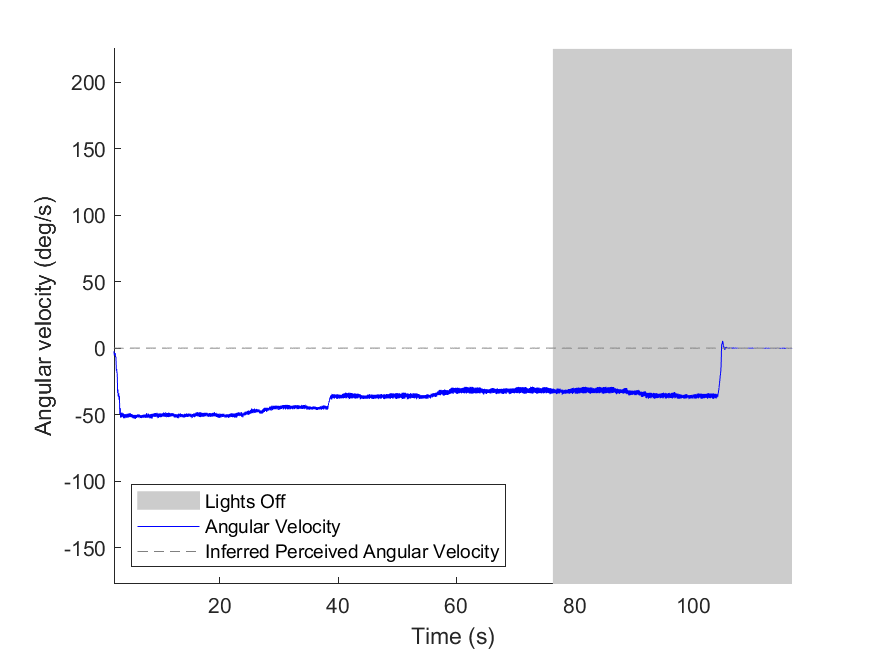 200
150
100
50
0
-50
-100
-150
Angular velocity (deg/s)
Lights Off
Angular Velocity
Inferred Perceived Angular Velocity
20 40 60 80 100
Time (s)